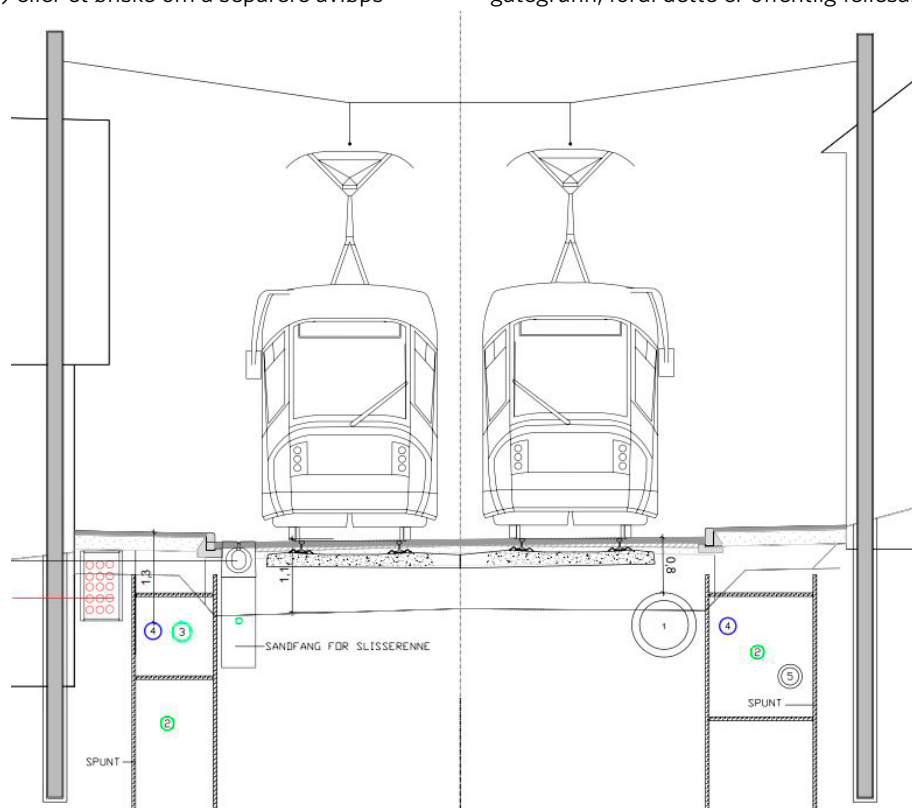 ) eller et ønske om å separere avløps-
gategrunn, fordi dette er offentlig fellesar
1,3
1,1
0,8
1
4
3
4
2
5
SANDFANG FOR SLISSERENNE
SPUNT
2
SPUNT